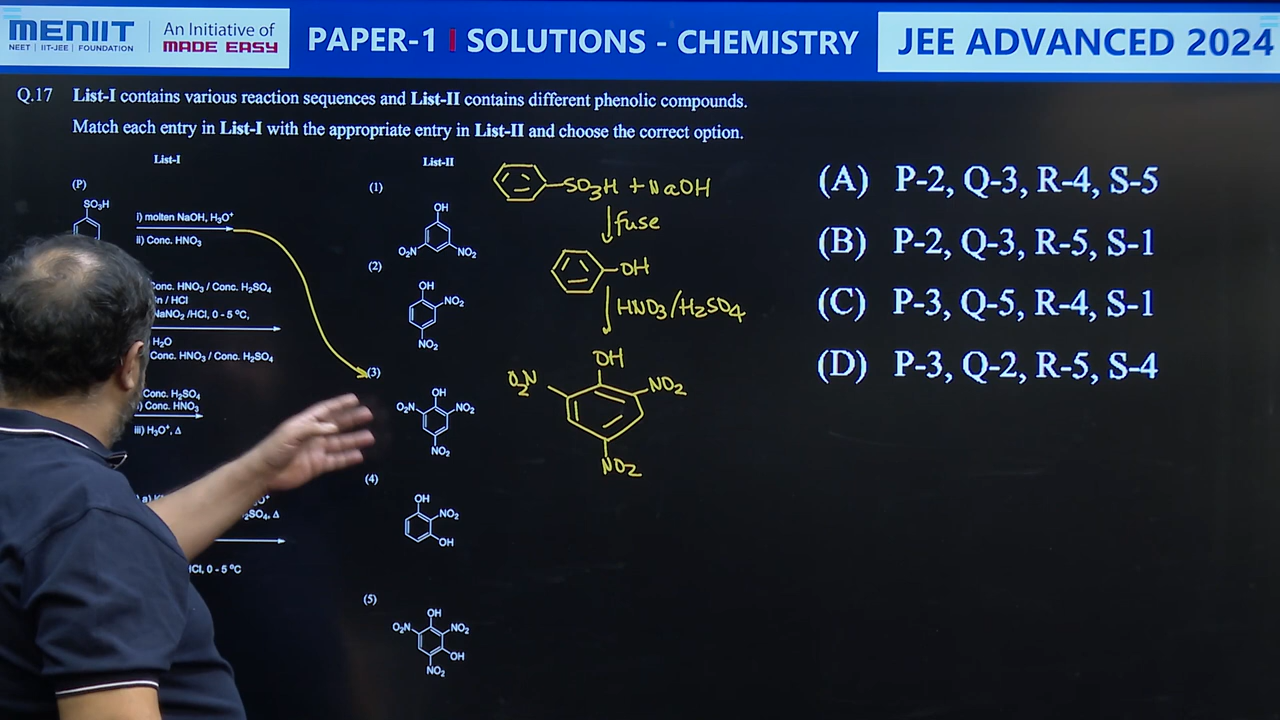 MENIIT
NEET | IIT-JEE | FOUNDATION
An Initiative of
MADE EASY
PAPER-1 | SOLUTIONS - CHEMISTRY
JEE ADVANCED 2024
Q.17 List-I contains various reaction sequences and List-II contains different phenolic compounds.
Match each entry in List-I with the appropriate entry in List-II and choose the correct option.
List-I
List-II
(P)
SO₃H
i) molten NaOH, H₃O⁺
ii) Conc. HNO₃
Conc. HNO₃ / Conc. H₂SO₄
/ HCl
NaNO₂ /HCl, 0 - 5 ⁰C,
H₂O
Conc. HNO₃ / Conc. H₂SO₄
Conc. H₂SO₄
Conc. HNO₃
iii) H₃O⁺, Δ
a)
SO₄, Δ
0 - 5 ⁰C
(1)
OH
O₂N NO₂
(2)
OH
NO₂
NO₂
(3)
OH
O₂N NO₂
NO₂
(4)
OH
NO₂
OH
(5)
OH
O₂N NO₂
OH
NO₂
SO₃H + NaOH
fuse
OH
HNO₃/H₂SO₄
OH
O₂N NO₂
NO₂
(A) P-2, Q-3, R-4, S-5
(B) P-2, Q-3, R-5, S-1
(C) P-3, Q-5, R-4, S-1
(D) P-3, Q-2, R-5, S-4